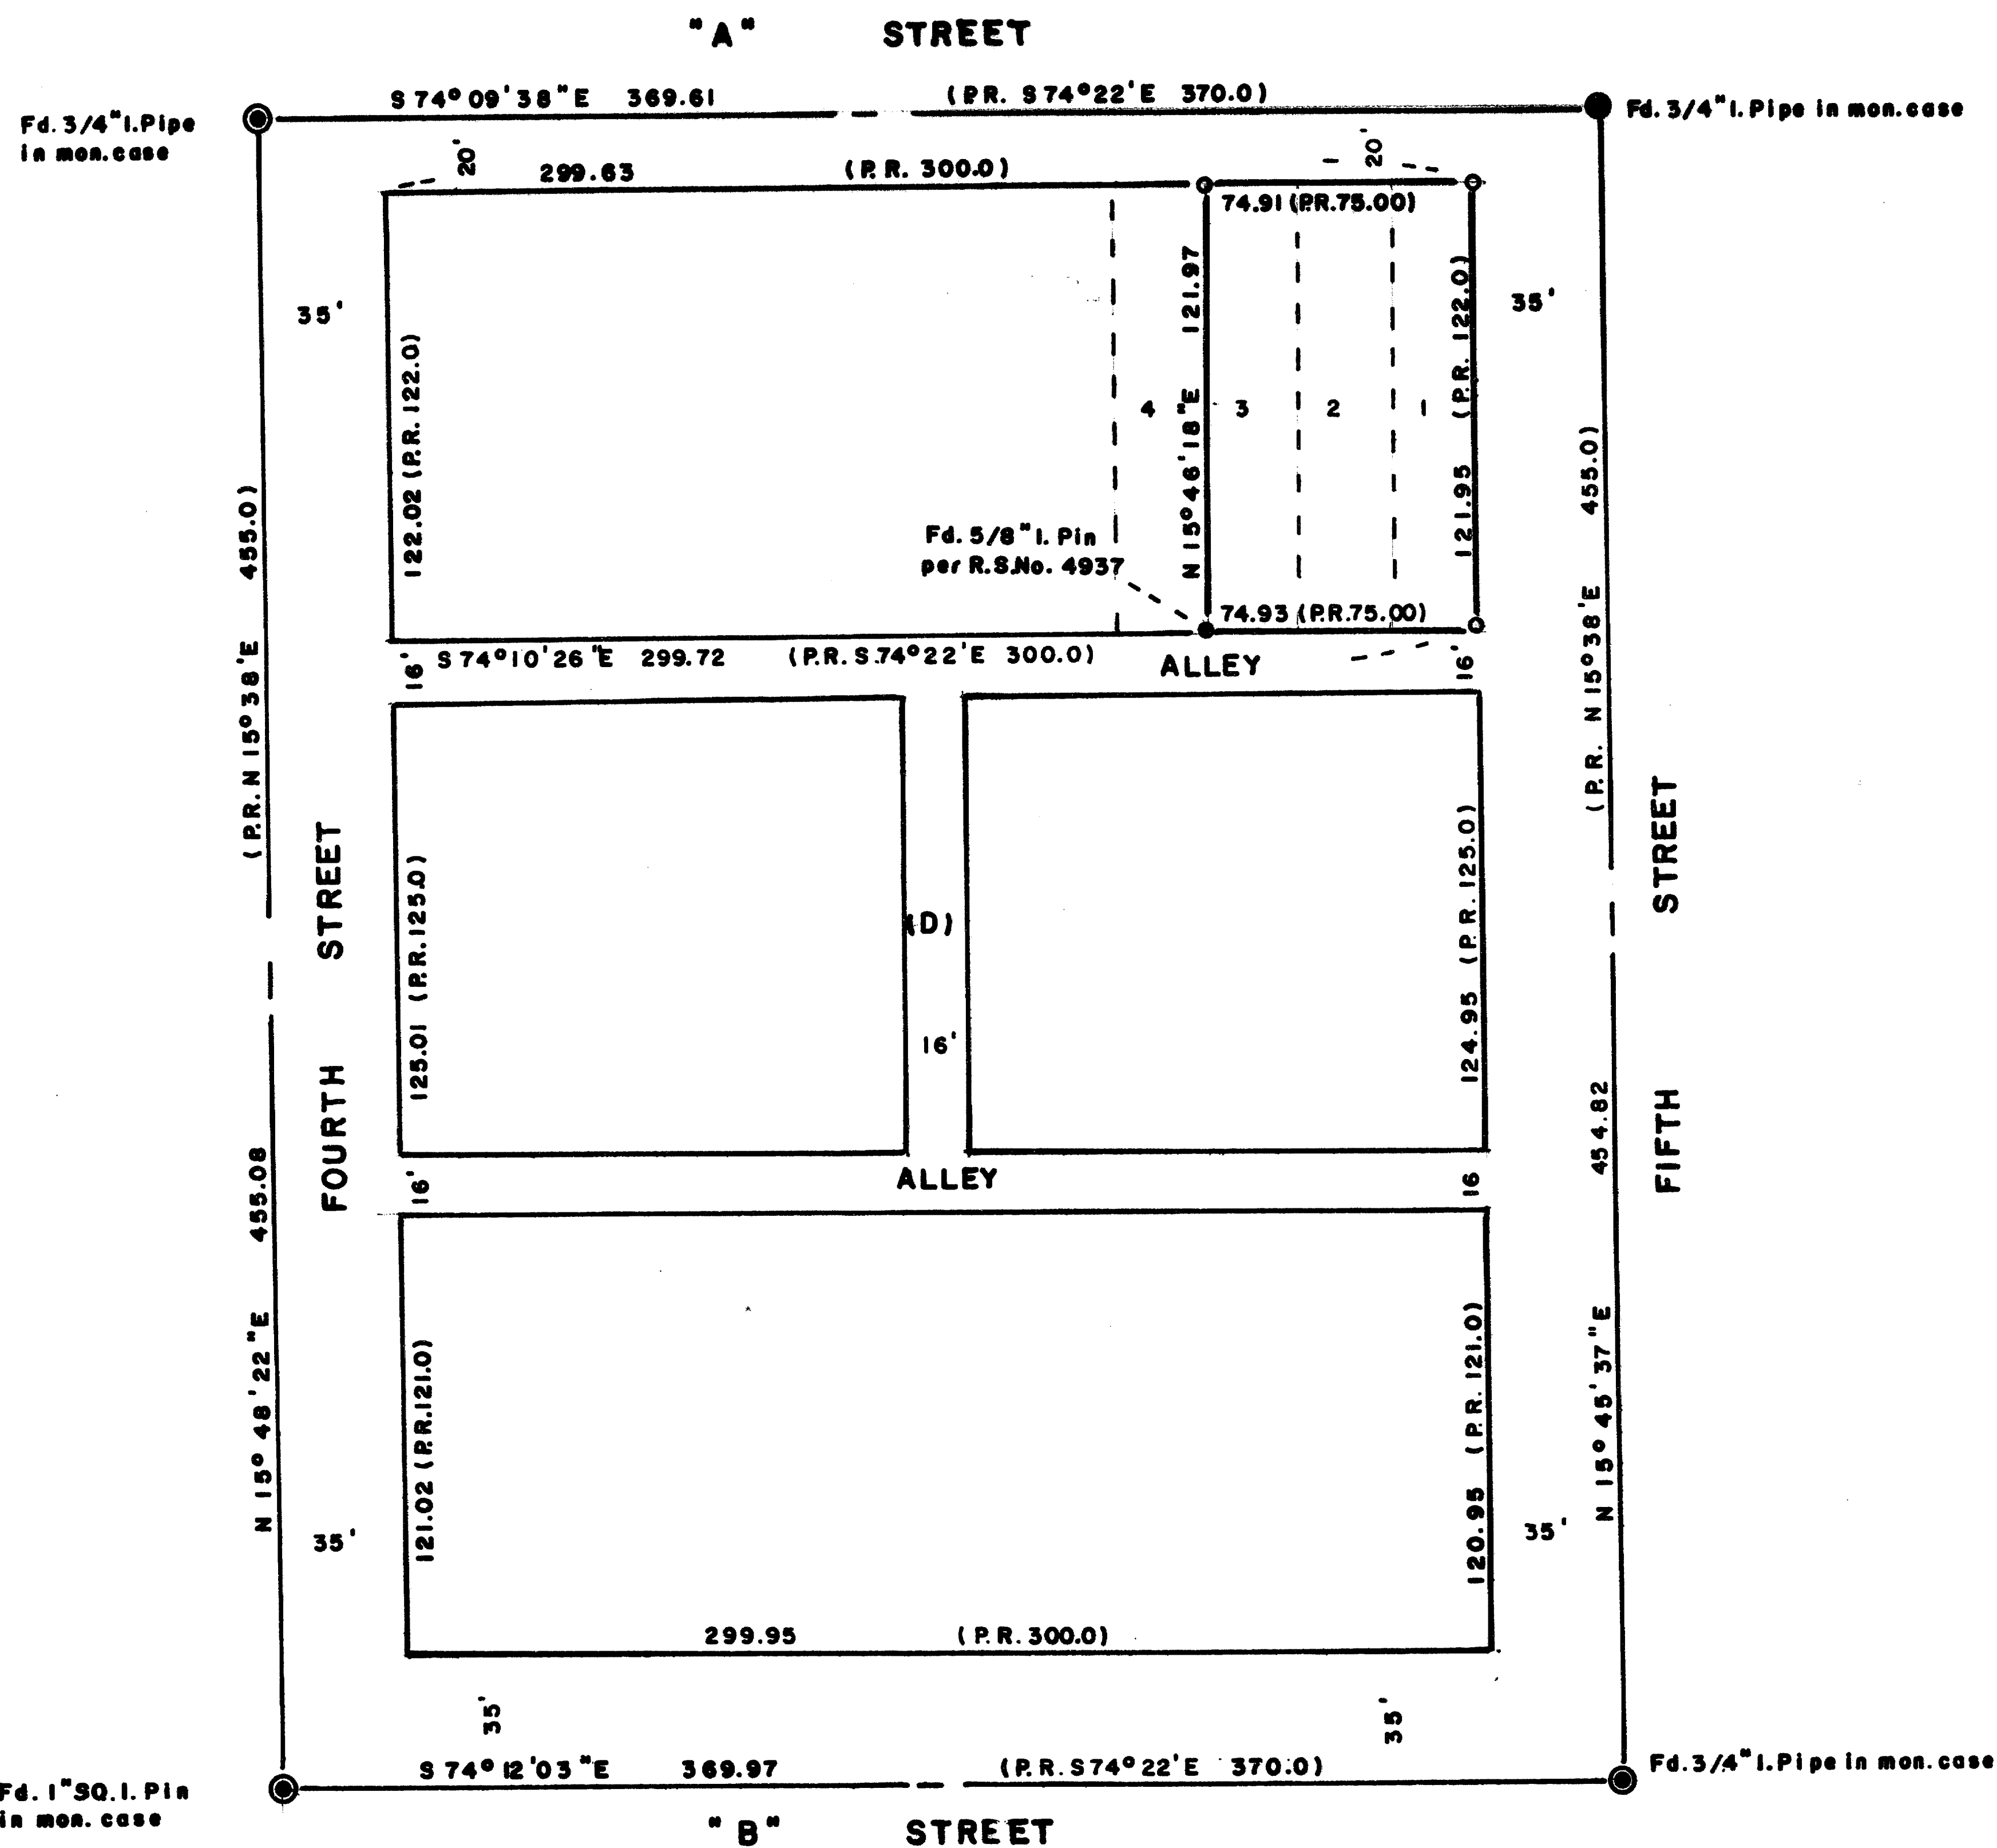 "A" STREET
S 74° 09' 38" E 369.61 (P.R. S 74° 22' E 370.0)
Fd. 3/4" I. Pipe
in mon. case
Fd. 3/4" I. Pipe in mon. case
20'
299.63 (P.R. 300.0)
20'
74.91 (P.R. 75.00)
35'
35'
122.02 (P.R. 122.0)
N 15° 46' 18" E 121.97
121.95 (P.R. 122.0)
4 3 2 1
Fd. 5/8" I. Pin
per R.S. No. 4937
74.93 (P.R. 75.00)
(P.R. N 15° 38' E 455.0)
(P.R. N 15° 38' E 455.0)
16' S 74° 10' 26" E 299.72 (P.R. S. 74° 22' E 300.0)
ALLEY
16'
FOURTH STREET
125.01 (P.R. 125.0)
(D)
16'
124.95 (P.R. 125.0)
FIFTH STREET
16'
ALLEY
16
N 15° 48' 22" E 455.08
N 15° 45' 37" E 454.82
121.02 (P.R. 121.0)
120.95 (P.R. 121.0)
35'
35'
299.95 (P.R. 300.0)
35'
35'
S 74° 12' 03" E 369.97 (P.R. S 74° 22' E 370.0)
Fd. 1" SQ. I. Pin
in mon. case
Fd. 3/4" I. Pipe in mon. case
"B" STREET